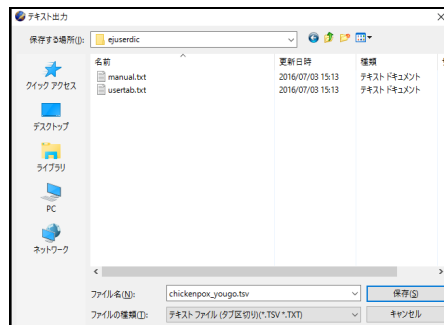 テキスト出力
保存する場所(I): ejuserdic
名前 更新日時 種類
manual.txt 2016/07/03 15:13 テキスト ドキュメント
usertab.txt 2016/07/03 15:13 テキスト ドキュメント
クイック アクセス
デスクトップ
ライブラリ
PC
ネットワーク
ファイル名(N): chickenpox_yougo.tsv 保存(S)
ファイルの種類(T): テキスト ファイル (タブ区切り)(*.TSV *.TXT) キャンセル